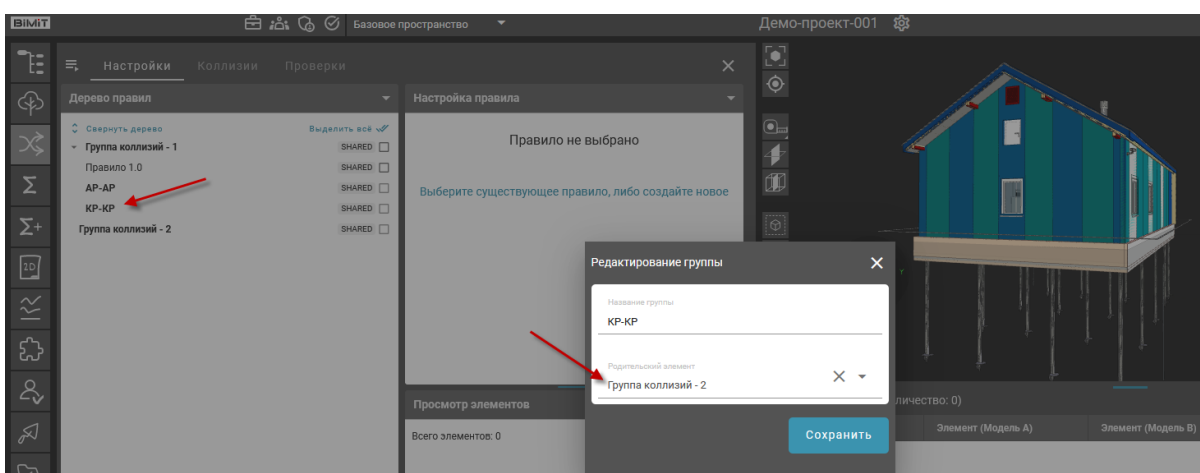 BIMIT
Базовое пространство
Демо-проект-001
Настройки
Коллизии
Проверки
Дерево правил
Свернуть дерево
Выделить всё
Группа коллизий - 1
SHARED
Правило 1.0
SHARED
АР-АР
SHARED
КР-КР
SHARED
Группа коллизий - 2
SHARED
Настройка правила
Правило не выбрано
Выберите существующее правило, либо создайте новое
Просмотр элементов
Всего элементов: 0
Редактирование группы
Название группы
КР-КР
Родительский элемент
Группа коллизий - 2
Сохранить
личество: 0)
Элемент (Модель А)
Элемент (Модель В)
2D
Y